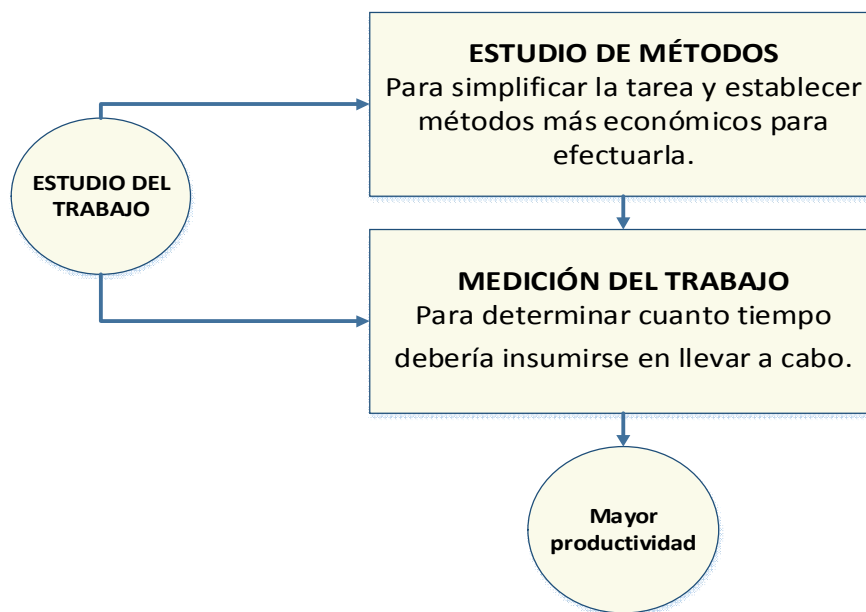 ESTUDIO DE MÉTODOS
Para simplificar la tarea y establecer
métodos más económicos para
efectuarla.
ESTUDIO DEL
TRABAJO
MEDICIÓN DEL TRABAJO
Para determinar cuanto tiempo
debería insumirse en llevar a cabo.
Mayor
productividad